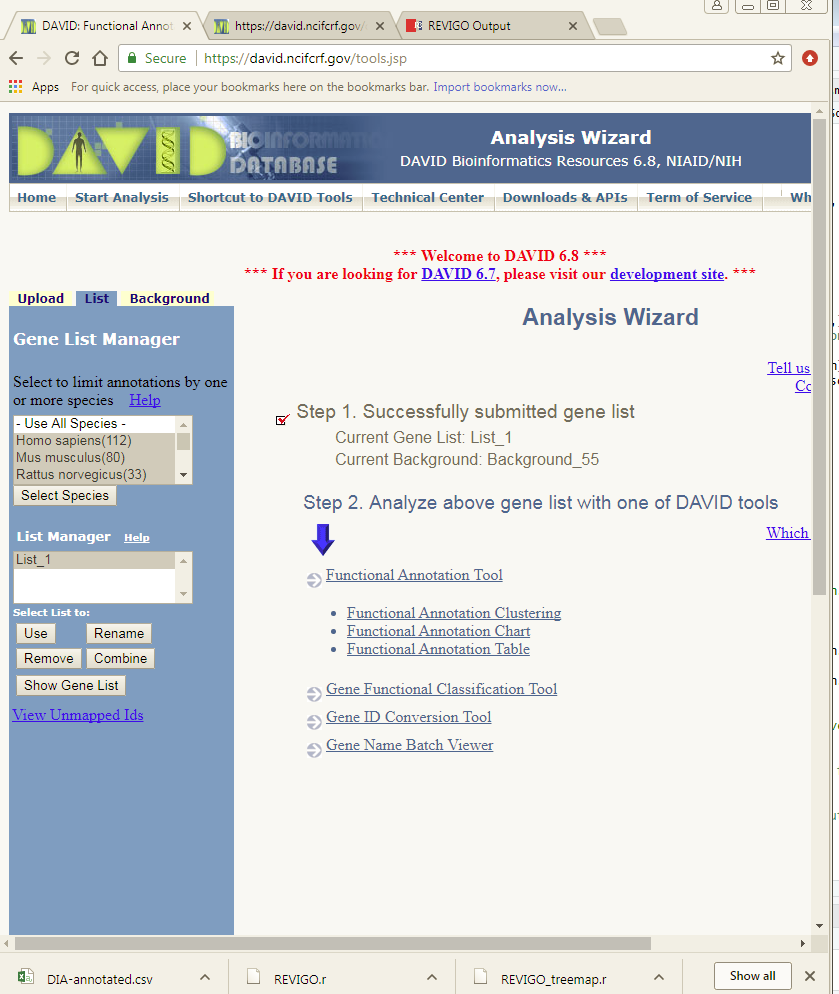 DAVID: Functional Annot
https://david.ncifcrf.gov/
REVIGO Output
Secure
https://david.ncifcrf.gov/tools.jsp
Apps
For quick access, place your bookmarks here on the bookmarks bar. Import bookmarks now...
DAVID BIOINFORMATICS
DATABASE
Analysis Wizard
DAVID Bioinformatics Resources 6.8, NIAID/NIH
Home Start Analysis Shortcut to DAVID Tools Technical Center Downloads & APIs Term of Service Wh
*** Welcome to DAVID 6.8 ***
*** If you are looking for DAVID 6.7, please visit our development site. ***
Upload List Background
Gene List Manager
Select to limit annotations by one
or more species Help
- Use All Species -
Homo sapiens(112)
Mus musculus(80)
Rattus norvegicus(33)
Select Species
List Manager Help
List_1
Select List to:
Use Rename
Remove Combine
Show Gene List
View Unmapped Ids
Analysis Wizard
Tell us
Co
Step 1. Successfully submitted gene list
Current Gene List: List_1
Current Background: Background_55
Step 2. Analyze above gene list with one of DAVID tools
Which
Functional Annotation Tool
Functional Annotation Clustering
Functional Annotation Chart
Functional Annotation Table
Gene Functional Classification Tool
Gene ID Conversion Tool
Gene Name Batch Viewer
DIA-annotated.csv
REVIGO.r
REVIGO_treemap.r
Show all